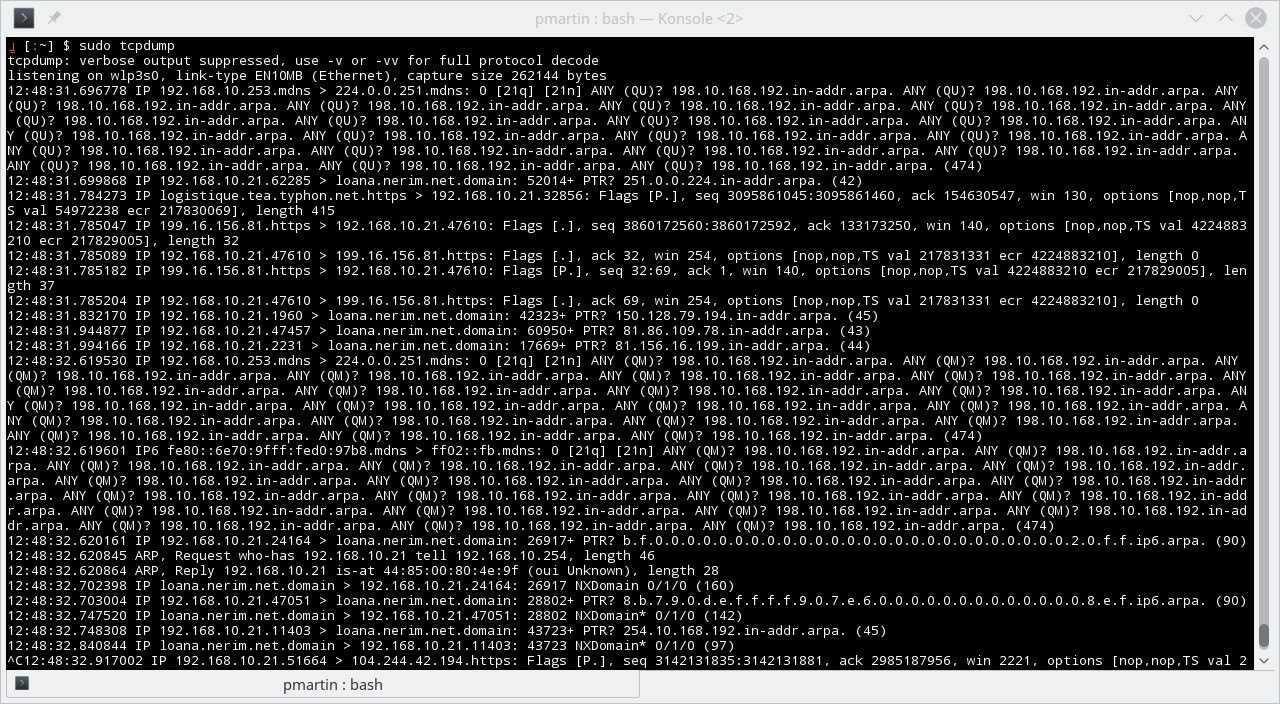 pmartin : bash — Konsole <2>
[:~] $ sudo tcpdump
tcpdump: verbose output suppressed, use -v or -vv for full protocol decode
listening on wlp3s0, link-type EN10MB (Ethernet), capture size 262144 bytes
12:48:31.696778 IP 192.168.10.253.mdns > 224.0.0.251.mdns: 0 [21q] [21n] ANY (QU)? 198.10.168.192.in-addr.arpa. ANY (QU)? 198.10.168.192.in-addr.arpa. ANY
(QU)? 198.10.168.192.in-addr.arpa. ANY (QU)? 198.10.168.192.in-addr.arpa. ANY (QU)? 198.10.168.192.in-addr.arpa. ANY (QU)? 198.10.168.192.in-addr.arpa. ANY
(QU)? 198.10.168.192.in-addr.arpa. ANY (QU)? 198.10.168.192.in-addr.arpa. ANY (QU)? 198.10.168.192.in-addr.arpa. ANY (QU)? 198.10.168.192.in-addr.arpa. AN
Y (QU)? 198.10.168.192.in-addr.arpa. ANY (QU)? 198.10.168.192.in-addr.arpa. ANY (QU)? 198.10.168.192.in-addr.arpa. ANY (QU)? 198.10.168.192.in-addr.arpa. A
NY (QU)? 198.10.168.192.in-addr.arpa. ANY (QU)? 198.10.168.192.in-addr.arpa. ANY (QU)? 198.10.168.192.in-addr.arpa. ANY (QU)? 198.10.168.192.in-addr.arpa.
ANY (QU)? 198.10.168.192.in-addr.arpa. ANY (QU)? 198.10.168.192.in-addr.arpa. ANY (QU)? 198.10.168.192.in-addr.arpa. (474)
12:48:31.699868 IP 192.168.10.21.62285 > loana.nerim.net.domain: 52014+ PTR? 251.0.0.224.in-addr.arpa. (42)
12:48:31.784273 IP logistique.tea.typhon.net.https > 192.168.10.21.32856: Flags [P.], seq 3095861045:3095861460, ack 154630547, win 130, options [nop,nop,T
S val 54972238 ecr 217830069], length 415
12:48:31.785047 IP 199.16.156.81.https > 192.168.10.21.47610: Flags [.], seq 3860172560:3860172592, ack 133173250, win 140, options [nop,nop,TS val 4224883
210 ecr 217829005], length 32
12:48:31.785089 IP 192.168.10.21.47610 > 199.16.156.81.https: Flags [.], ack 32, win 254, options [nop,nop,TS val 217831331 ecr 4224883210], length 0
12:48:31.785182 IP 199.16.156.81.https > 192.168.10.21.47610: Flags [P.], seq 32:69, ack 1, win 140, options [nop,nop,TS val 4224883210 ecr 217829005], len
gth 37
12:48:31.785204 IP 192.168.10.21.47610 > 199.16.156.81.https: Flags [.], ack 69, win 254, options [nop,nop,TS val 217831331 ecr 4224883210], length 0
12:48:31.832170 IP 192.168.10.21.1960 > loana.nerim.net.domain: 42323+ PTR? 150.128.79.194.in-addr.arpa. (45)
12:48:31.944877 IP 192.168.10.21.47457 > loana.nerim.net.domain: 60950+ PTR? 81.86.109.78.in-addr.arpa. (43)
12:48:31.994166 IP 192.168.10.21.2231 > loana.nerim.net.domain: 17669+ PTR? 81.156.16.199.in-addr.arpa. (44)
12:48:32.619530 IP 192.168.10.253.mdns > 224.0.0.251.mdns: 0 [21q] [21n] ANY (QM)? 198.10.168.192.in-addr.arpa. ANY (QM)? 198.10.168.192.in-addr.arpa. ANY
(QM)? 198.10.168.192.in-addr.arpa. ANY (QM)? 198.10.168.192.in-addr.arpa. ANY (QM)? 198.10.168.192.in-addr.arpa. ANY (QM)? 198.10.168.192.in-addr.arpa. ANY
(QM)? 198.10.168.192.in-addr.arpa. ANY (QM)? 198.10.168.192.in-addr.arpa. ANY (QM)? 198.10.168.192.in-addr.arpa. ANY (QM)? 198.10.168.192.in-addr.arpa. AN
Y (QM)? 198.10.168.192.in-addr.arpa. ANY (QM)? 198.10.168.192.in-addr.arpa. ANY (QM)? 198.10.168.192.in-addr.arpa. ANY (QM)? 198.10.168.192.in-addr.arpa. A
NY (QM)? 198.10.168.192.in-addr.arpa. ANY (QM)? 198.10.168.192.in-addr.arpa. ANY (QM)? 198.10.168.192.in-addr.arpa. ANY (QM)? 198.10.168.192.in-addr.arpa.
ANY (QM)? 198.10.168.192.in-addr.arpa. ANY (QM)? 198.10.168.192.in-addr.arpa. ANY (QM)? 198.10.168.192.in-addr.arpa. (474)
12:48:32.619601 IP6 fe80::6e70:9fff:fed0:97b8.mdns > ff02::fb.mdns: 0 [21q] [21n] ANY (QM)? 198.10.168.192.in-addr.arpa. ANY (QM)? 198.10.168.192.in-addr.a
rpa. ANY (QM)? 198.10.168.192.in-addr.arpa. ANY (QM)? 198.10.168.192.in-addr.arpa. ANY (QM)? 198.10.168.192.in-addr.arpa. ANY (QM)? 198.10.168.192.in-addr.
arpa. ANY (QM)? 198.10.168.192.in-addr.arpa. ANY (QM)? 198.10.168.192.in-addr.arpa. ANY (QM)? 198.10.168.192.in-addr.arpa. ANY (QM)? 198.10.168.192.in-addr
.arpa. ANY (QM)? 198.10.168.192.in-addr.arpa. ANY (QM)? 198.10.168.192.in-addr.arpa. ANY (QM)? 198.10.168.192.in-addr.arpa. ANY (QM)? 198.10.168.192.in-add
r.arpa. ANY (QM)? 198.10.168.192.in-addr.arpa. ANY (QM)? 198.10.168.192.in-addr.arpa. ANY (QM)? 198.10.168.192.in-addr.arpa. ANY (QM)? 198.10.168.192.in-ad
dr.arpa. ANY (QM)? 198.10.168.192.in-addr.arpa. ANY (QM)? 198.10.168.192.in-addr.arpa. ANY (QM)? 198.10.168.192.in-addr.arpa. (474)
12:48:32.620161 IP 192.168.10.21.24164 > loana.nerim.net.domain: 26917+ PTR? b.f.0.0.0.0.0.0.0.0.0.0.0.0.0.0.0.0.0.0.0.0.0.0.0.0.0.0.2.0.f.f.ip6.arpa. (90)
12:48:32.620845 ARP, Request who-has 192.168.10.21 tell 192.168.10.254, length 46
12:48:32.620864 ARP, Reply 192.168.10.21 is-at 44:85:00:80:4e:9f (oui Unknown), length 28
12:48:32.702398 IP loana.nerim.net.domain > 192.168.10.21.24164: 26917 NXDomain 0/1/0 (160)
12:48:32.703004 IP 192.168.10.21.47051 > loana.nerim.net.domain: 28802+ PTR? 8.b.7.9.0.d.e.f.f.f.f.9.0.7.e.6.0.0.0.0.0.0.0.0.0.0.0.0.0.8.e.f.ip6.arpa. (90)
12:48:32.747520 IP loana.nerim.net.domain > 192.168.10.21.47051: 28802 NXDomain* 0/1/0 (142)
12:48:32.748308 IP 192.168.10.21.11403 > loana.nerim.net.domain: 43723+ PTR? 254.10.168.192.in-addr.arpa. (45)
12:48:32.840844 IP loana.nerim.net.domain > 192.168.10.21.11403: 43723 NXDomain* 0/1/0 (97)
^C12:48:32.917002 IP 192.168.10.21.51664 > 104.244.42.194.https: Flags [P.], seq 3142131835:3142131881, ack 2985187956, win 2221, options [nop,nop,TS val 2
pmartin : bash